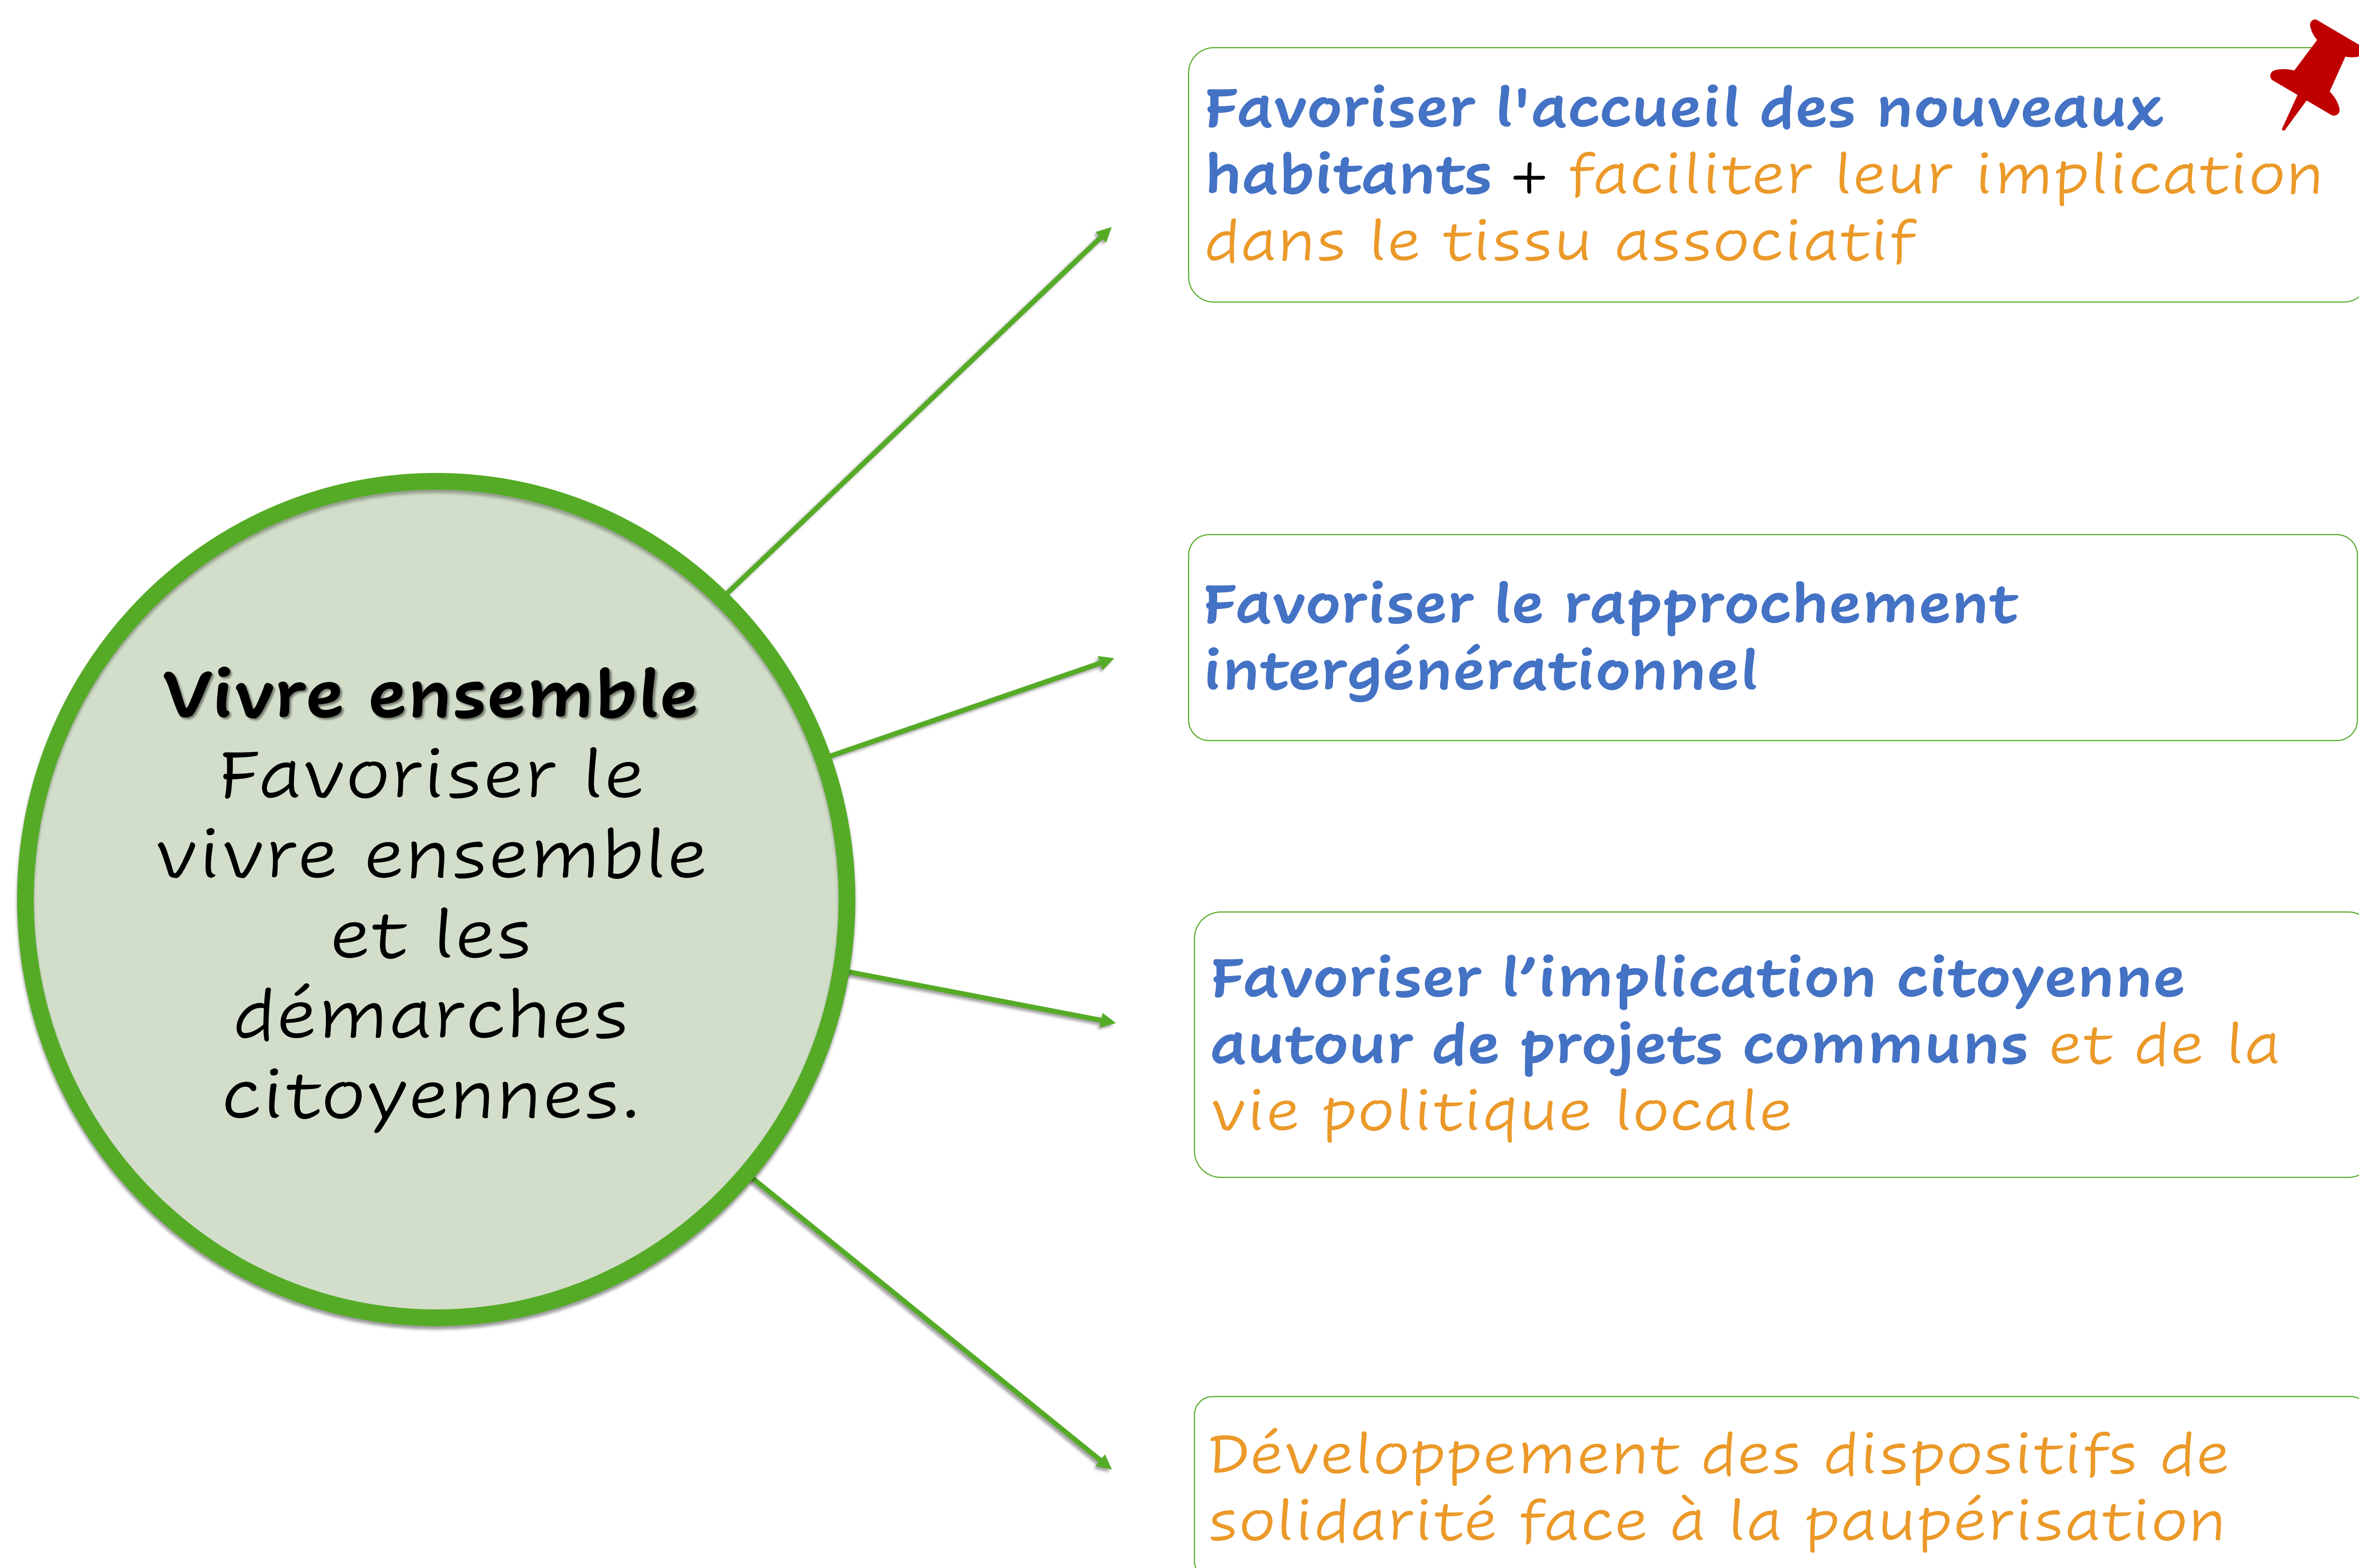 Vivre ensemble
Favoriser le
vivre ensemble
et les
démarches
citoyennes.
Favoriser l'accueil des nouveaux
habitants + faciliter leur implication
dans le tissu associatif
Favoriser le rapprochement
intergénérationnel
Favoriser l’implication citoyenne
autour de projets communs et de la
vie politique locale
Développement des dispositifs de
solidarité face à la paupérisation